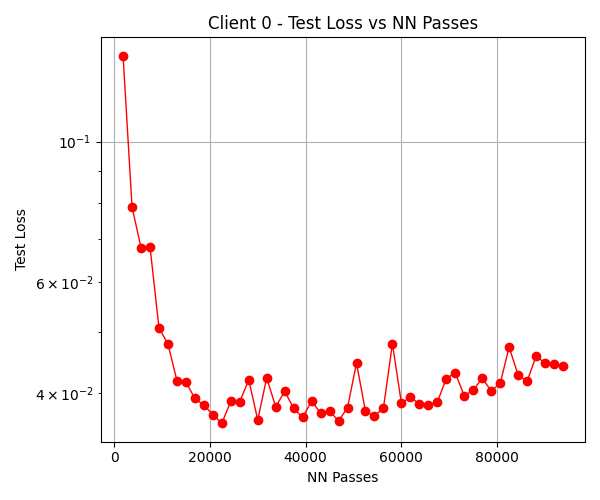 Client 0 - Test Loss vs NN Passes
10⁻¹
6 × 10⁻²
4 × 10⁻²
Test Loss
0 20000 40000 60000 80000
NN Passes